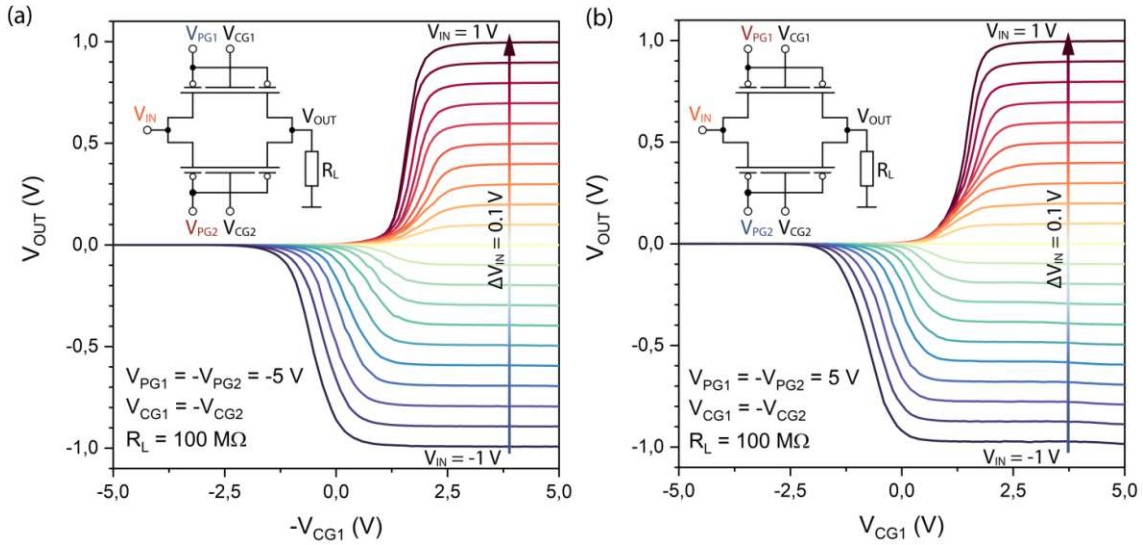 (a)
V_OUT (V)
1,0
0,5
0,0
-0,5
-1,0
V_PG1 V_CG1
V_IN
V_OUT
R_L
V_PG2 V_CG2
V_IN = 1 V
ΔV_IN = 0.1 V
V_PG1 = -V_PG2 = -5 V
V_CG1 = -V_CG2
R_L = 100 MΩ
V_IN = -1 V
-5,0 -2,5 0,0 2,5 5,0
-V_CG1 (V)
(b)
V_OUT (V)
1,0
0,5
0,0
-0,5
-1,0
V_PG1 V_CG1
V_IN
V_OUT
R_L
V_PG2 V_CG2
V_IN = 1 V
ΔV_IN = 0.1 V
V_PG1 = -V_PG2 = 5 V
V_CG1 = -V_CG2
R_L = 100 MΩ
V_IN = -1 V
-5,0 -2,5 0,0 2,5 5,0
V_CG1 (V)